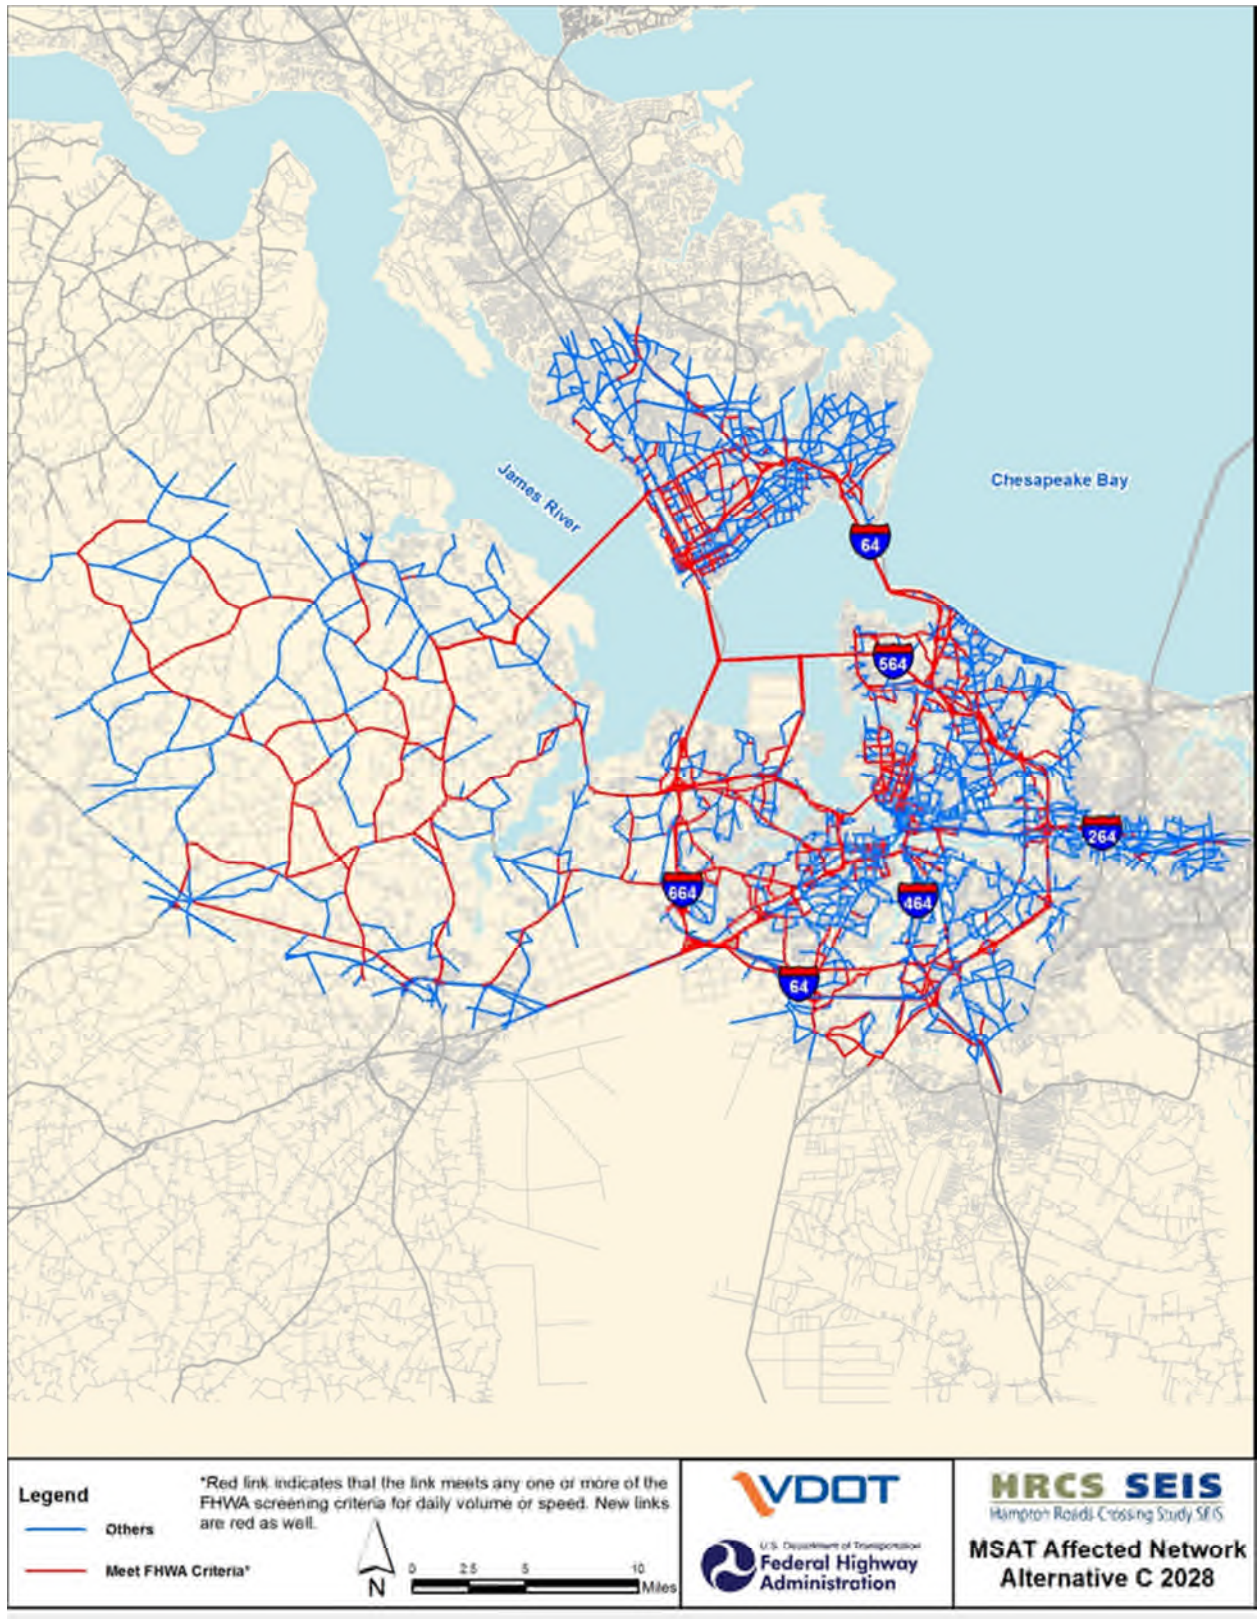 James River
Chesapeake Bay
64
564
264
664
464
64
Legend
Others
Meet FHWA Criteria*
*Red link indicates that the link meets any one or more of the
FHWA screening criteria for daily volume or speed. New links
are red as well.
N
0 2.5 5 10
Miles
VDOT
U.S. Department of Transportation
Federal Highway
Administration
HRCS SEIS
Hampton Roads Crossing Study SEIS
MSAT Affected Network
Alternative C 2028